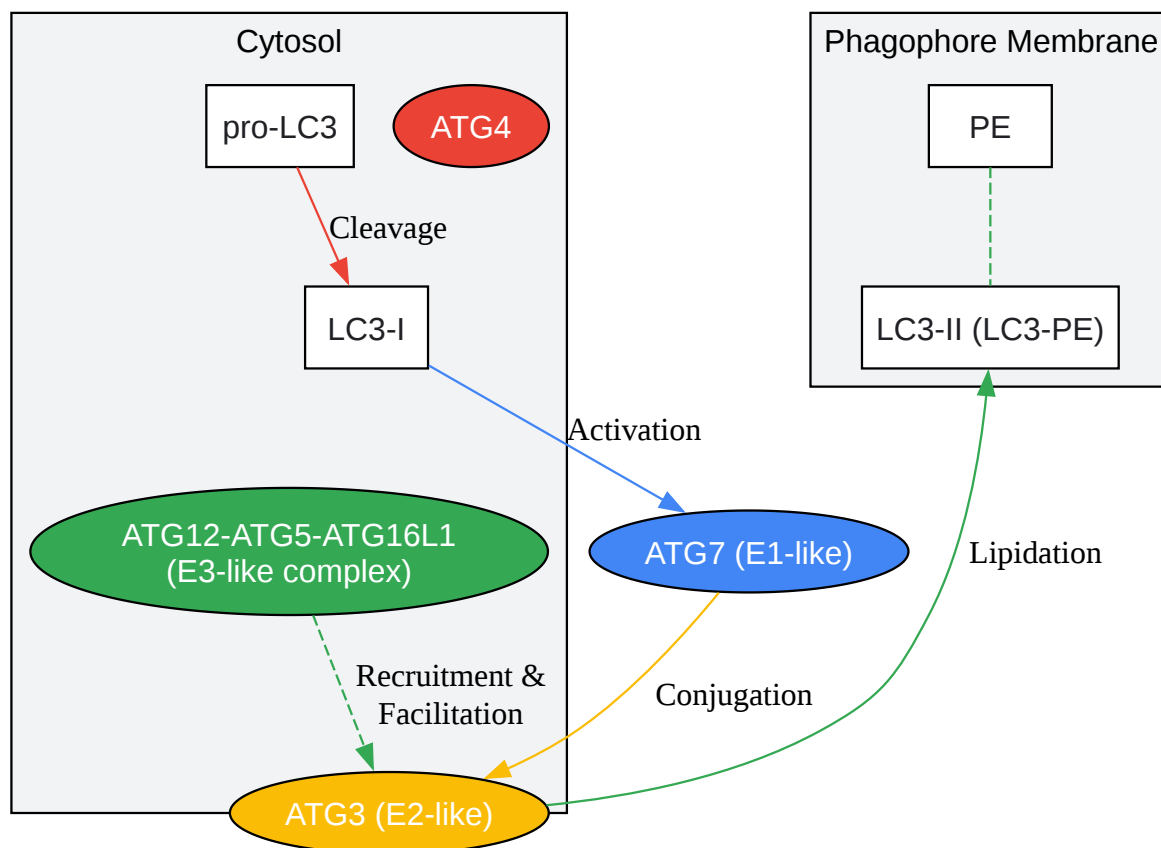 Cytosol
Phagophore Membrane
pro-LC3
ATG4
PE
Cleavage
LC3-I
LC3-II (LC3-PE)
Activation
ATG12-ATG5-ATG16L1
(E3-like complex)
ATG7 (E1-like)
Lipidation
Recruitment &
Facilitation
Conjugation
ATG3 (E2-like)